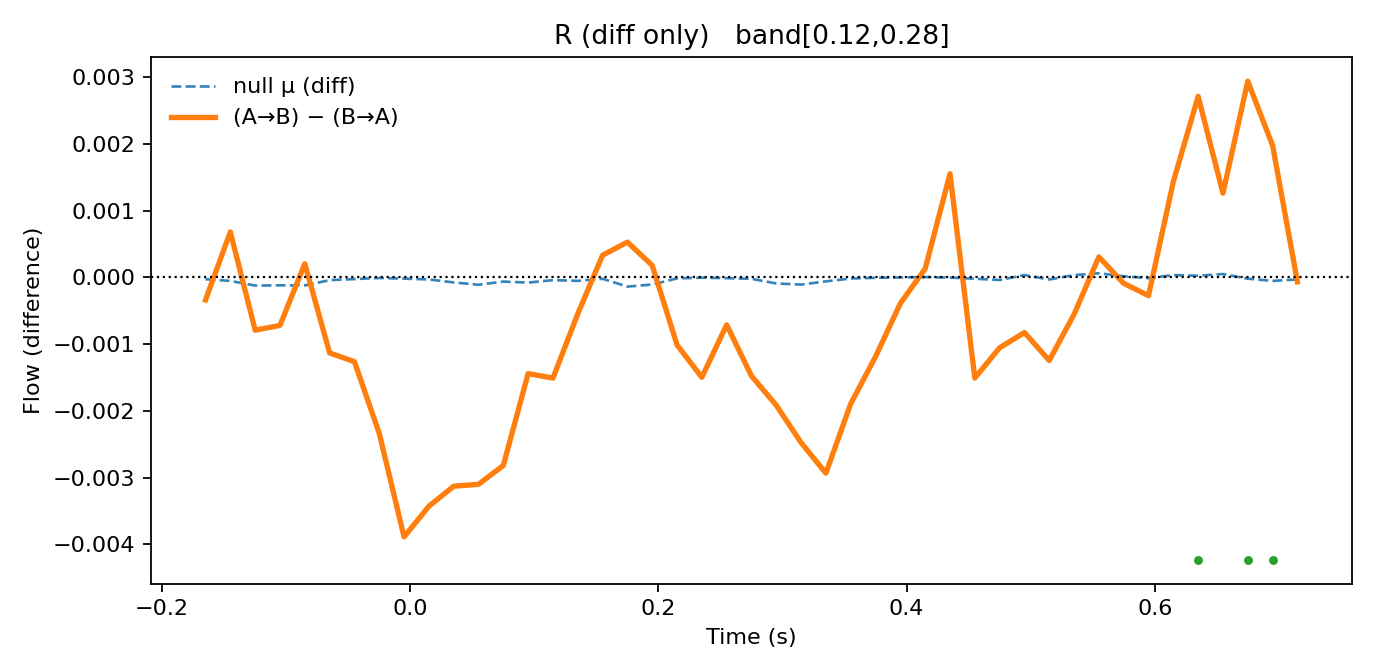 R (diff only)   band[0.12,0.28]
null μ (diff)
(A→B) − (B→A)
0.003
0.002
0.001
0.000
−0.001
−0.002
−0.003
−0.004
Flow (difference)
−0.2
0.0
0.2
0.4
0.6
Time (s)